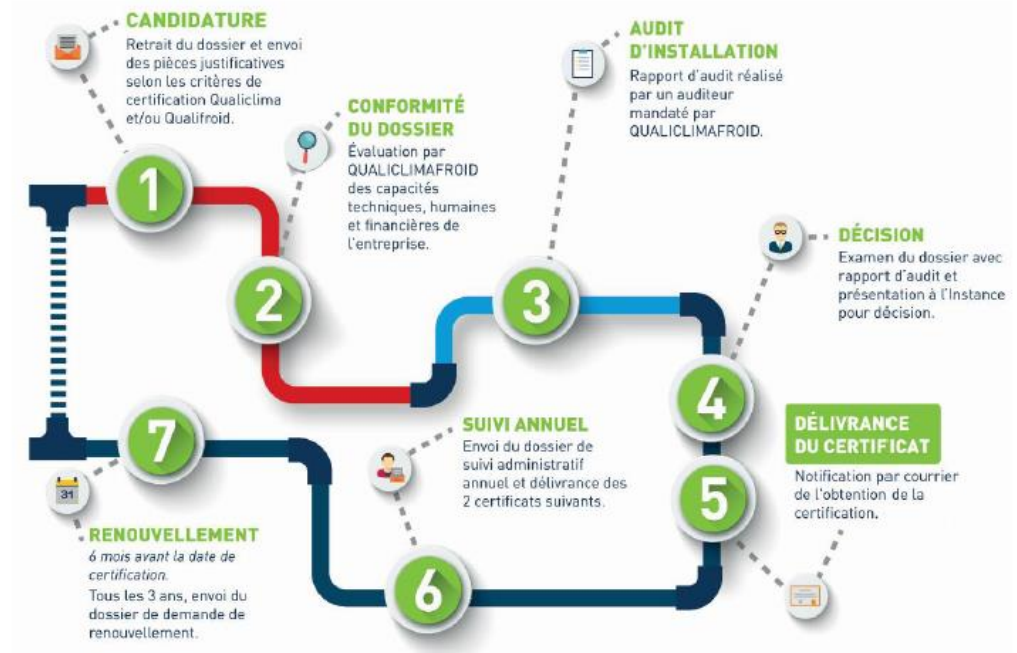 1
CANDIDATURE
Retrait du dossier et envoi
des pièces justificatives
selon les critères de
certification Qualiclima
et/ou Qualifroid.
2
CONFORMITÉ
DU DOSSIER
Évaluation par
QUALICLIMAFROID
des capacités
techniques, humaines
et financières de
l'entreprise.
3
AUDIT
D'INSTALLATION
Rapport d'audit réalisé
par un auditeur
mandaté par
QUALICLIMAFROID.
4
DÉCISION
Examen du dossier avec
rapport d'audit et
présentation à l'Instance
pour décision.
5
DÉLIVRANCE
DU CERTIFICAT
Notification par courrier
de l'obtention de la
certification.
6
SUIVI ANNUEL
Envoi du dossier de
suivi administratif
annuel et délivrance des
2 certificats suivants.
7
31
RENOUVELLEMENT
6 mois avant la date de
certification.
Tous les 3 ans, envoi du
dossier de demande de
renouvellement.